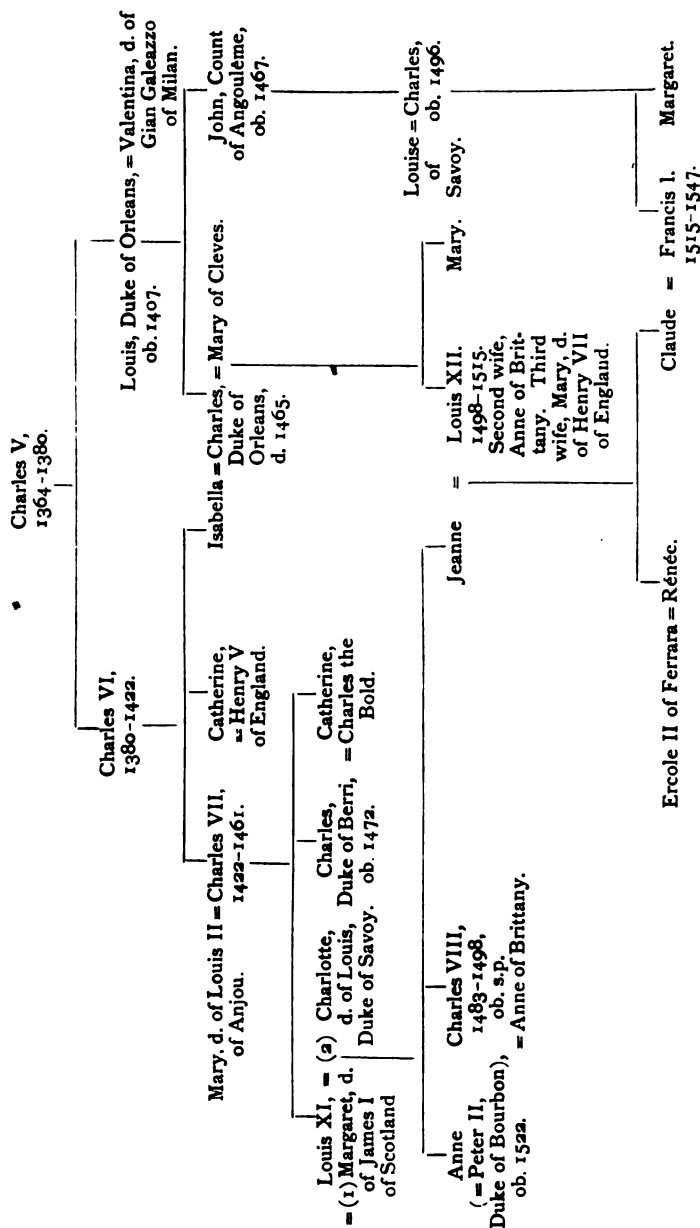 Charles V,
1364–1380.
Charles VI,
1380–1422.
Louis, Duke of Orleans, = Valentina, d. of
ob. 1407.
Gian Galeazzo
of Milan.
Mary, d. of Louis II = Charles VII,
of Anjou.
1422–1461.
Catherine,
= Henry V
of England.
Isabella = Charles, = Mary of Cleves.
Duke of
Orleans,
d. 1465.
John, Count
of Angoulème,
ob. 1467.
Louis XI, = (2) Charlotte,
= (1) Margaret, d.
of James I
of Scotland
d. of Louis,
Duke of Savoy.
Charles,
Duke of Berri,
ob. 1472.
Catherine,
= Charles the
Bold.
Louise = Charles,
of
Savoy.
ob. 1496.
Anne
(= Peter II,
Duke of Bourbon),
ob. 1522.
Charles VIII,
1483–1498,
ob. s.p.
= Anne of Brittany.
Jeanne = Louis XII.
1498–1515.
Second wife,
Anne of Brit-
tany. Third
wife, Mary, d.
of Henry VII
of England.
Mary.
Ercole II of Ferrara = Rénée.
Claude = Francis I.
1515–1547.
Margaret.